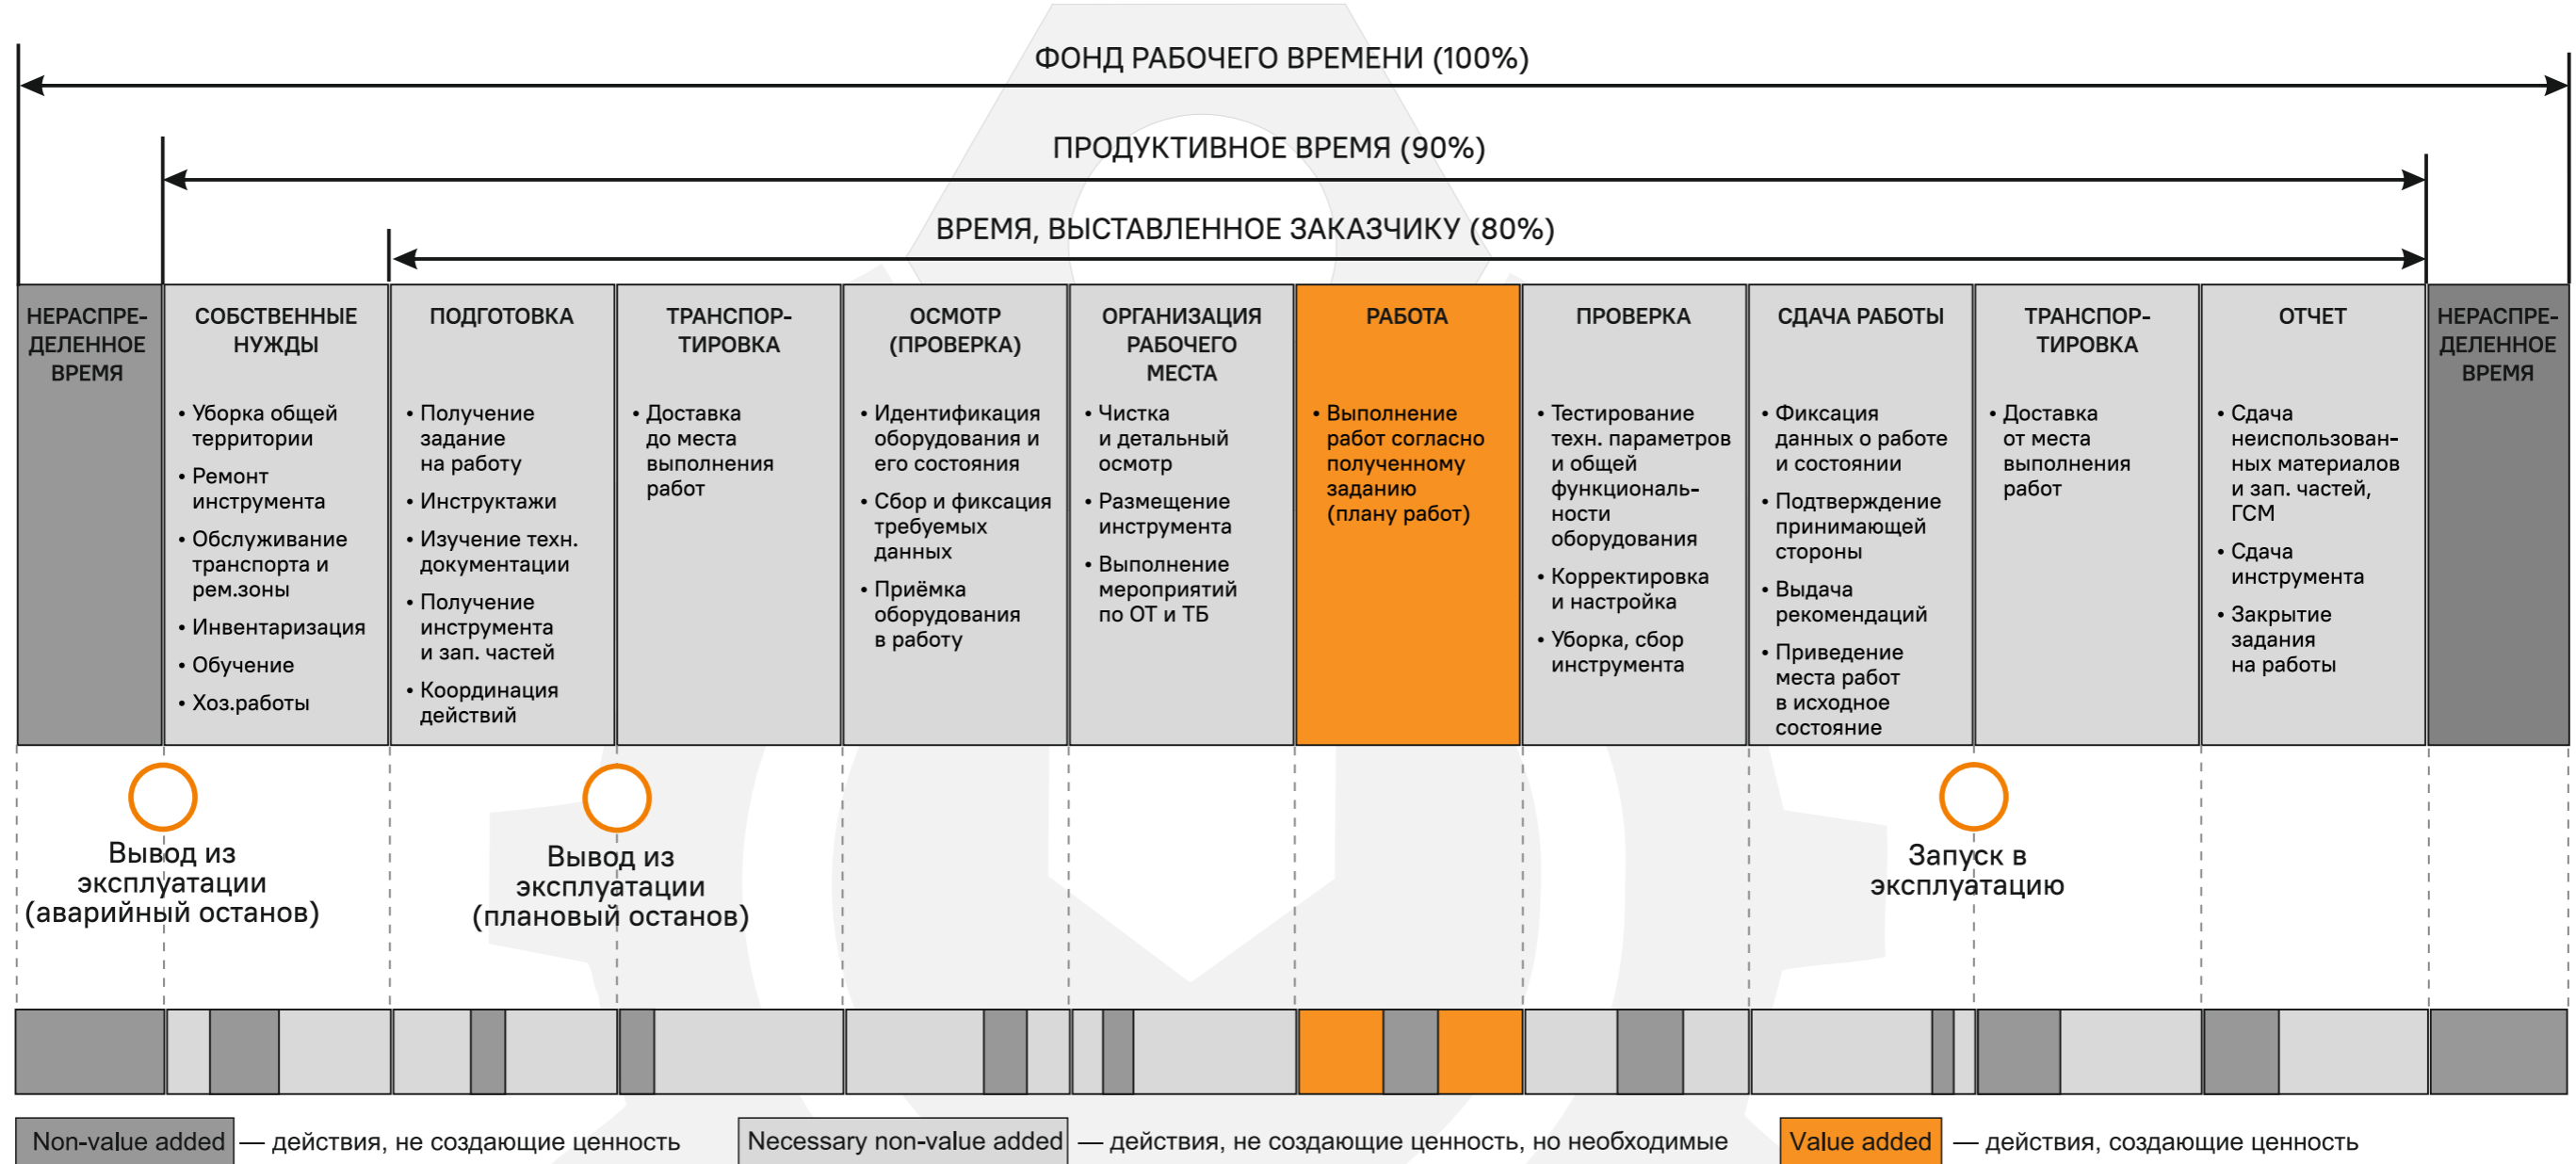 ФОНД РАБОЧЕГО ВРЕМЕНИ (100%)
ПРОДУКТИВНОЕ ВРЕМЯ (90%)
ВРЕМЯ, ВЫСТАВЛЕННОЕ ЗАКАЗЧИКУ (80%)
НЕРАСПРЕ-
ДЕЛЕННОЕ
ВРЕМЯ
СОБСТВЕННЫЕ
НУЖДЫ
• Уборка общей
территории
• Ремонт
инструмента
• Обслуживание
транспорта и
рем.зоны
• Инвентаризация
• Обучение
• Хоз.работы
ПОДГОТОВКА
• Получение
задание
на работу
• Инструктажи
• Изучение техн.
документации
• Получение
инструмента
и зап. частей
• Координация
действий
ТРАНСПОР-
ТИРОВКА
• Доставка
до места
выполнения
работ
ОСМОТР
(ПРОВЕРКА)
• Идентификация
оборудования и
его состояния
• Сбор и фиксация
требуемых
данных
• Приёмка
оборудования
в работу
ОРГАНИЗАЦИЯ
РАБОЧЕГО
МЕСТА
• Чистка
и детальный
осмотр
• Размещение
инструмента
• Выполнение
мероприятий
по ОТ и ТБ
РАБОТА
• Выполнение
работ согласно
полученному
заданию
(плану работ)
ПРОВЕРКА
• Тестирование
техн. параметров
и общей
функциональ-
ности
оборудования
• Корректировка
и настройка
• Уборка, сбор
инструмента
СДАЧА РАБОТЫ
• Фиксация
данных о работе
и состоянии
• Подтверждение
принимающей
стороны
• Выдача
рекомендаций
• Приведение
места работ
в исходное
состояние
ТРАНСПОР-
ТИРОВКА
• Доставка
от места
выполнения
работ
ОТЧЕТ
• Сдача
неиспользован-
ных материалов
и зап. частей,
ГСМ
• Сдача
инструмента
• Закрытие
задания
на работы
НЕРАСПРЕ-
ДЕЛЕННОЕ
ВРЕМЯ
Вывод из
эксплуатации
(аварийный останов)
Вывод из
эксплуатации
(плановый останов)
Запуск в
эксплуатацию
Non-value added — действия, не создающие ценность
Necessary non-value added — действия, не создающие ценность, но необходимые
Value added — действия, создающие ценность